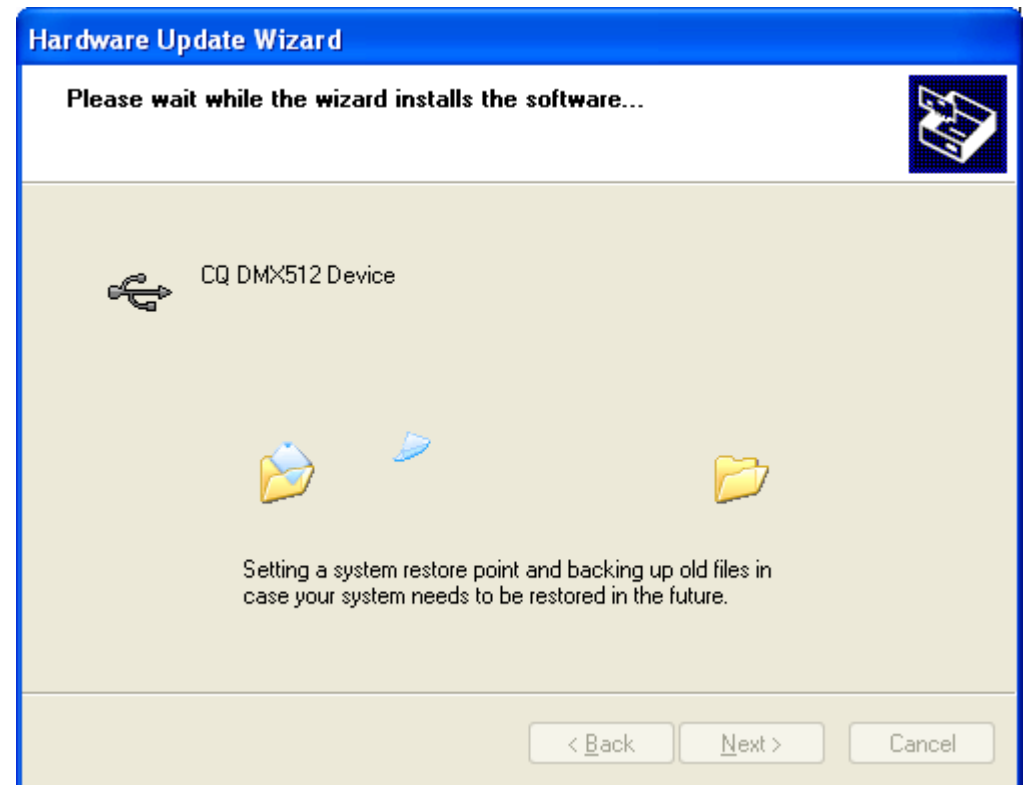 Hardware Update Wizard
Please wait while the wizard installs the software...
CQ DMX512 Device
Setting a system restore point and backing up old files in
case your system needs to be restored in the future.
< Back
Next >
Cancel